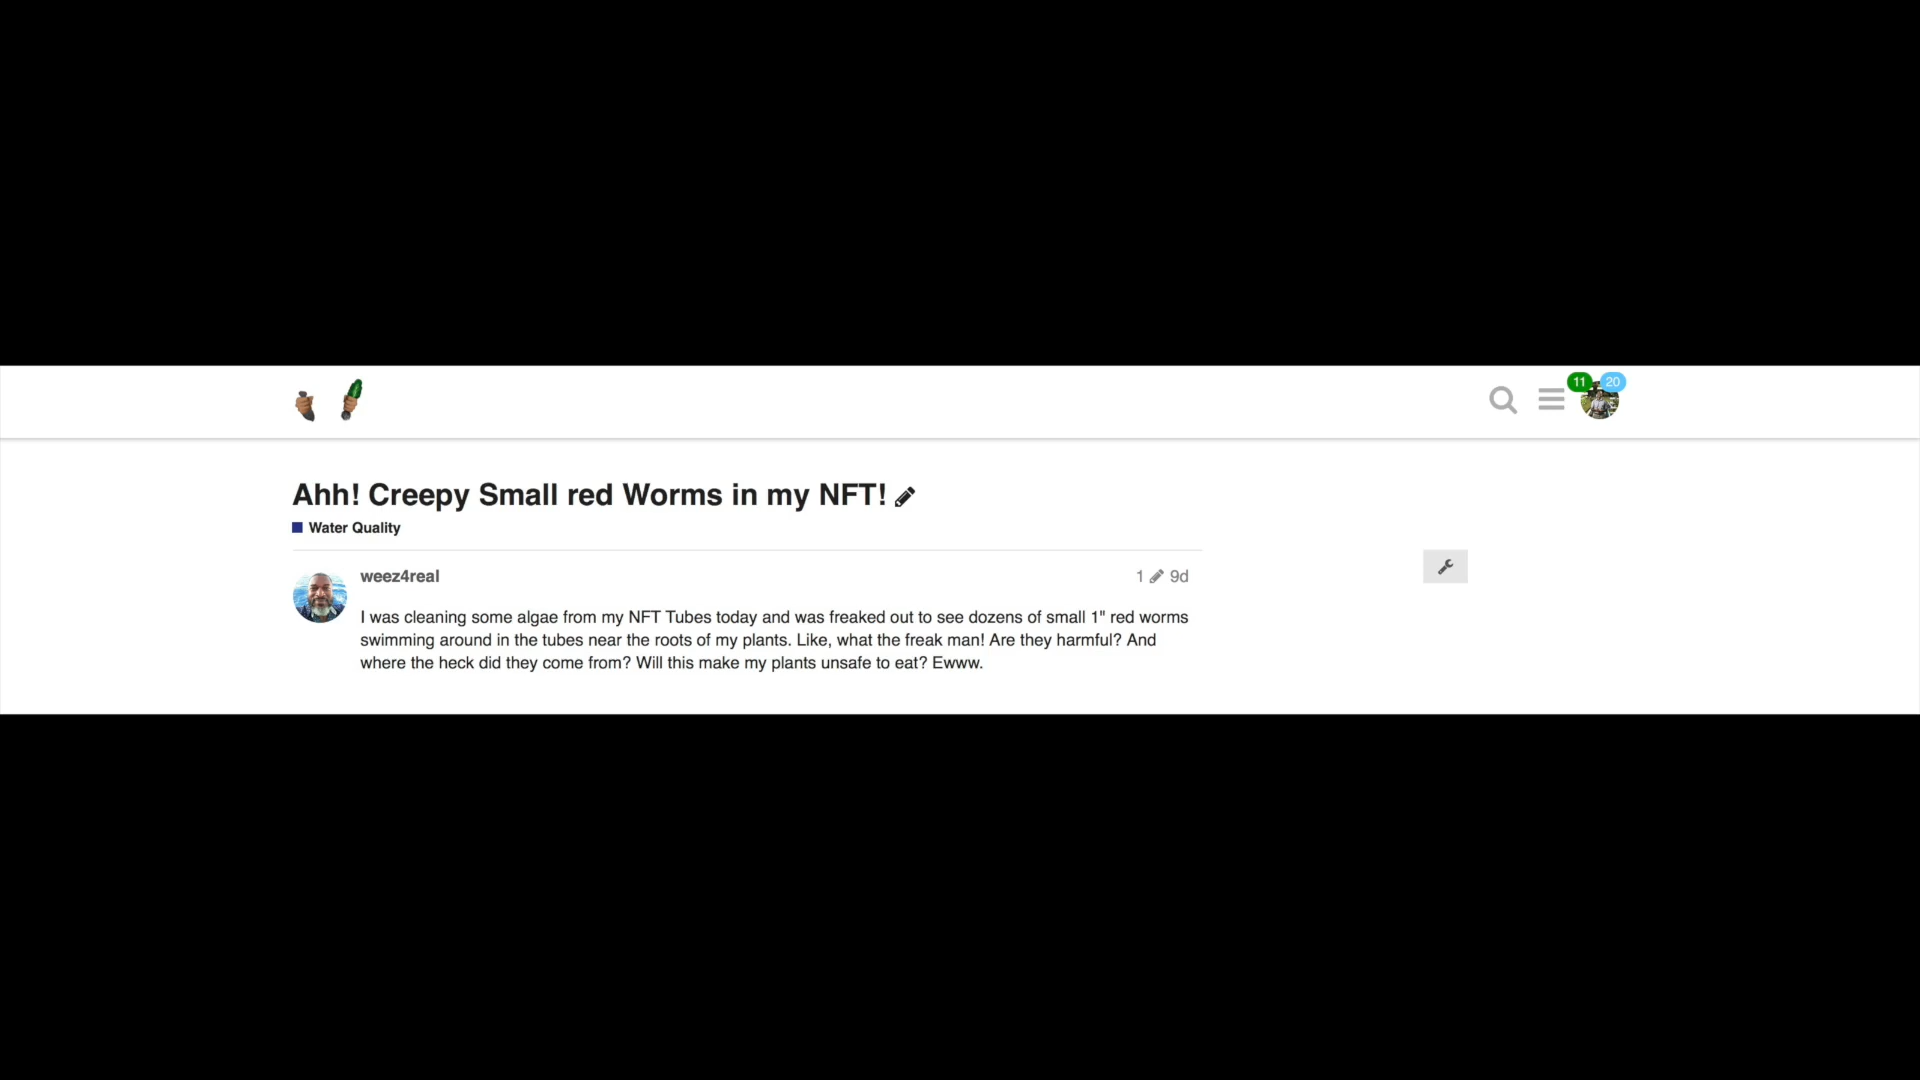 11 20
Ahh! Creepy Small red Worms in my NFT!
Water Quality
weez4real 1 9d
I was cleaning some algae from my NFT Tubes today and was freaked out to see dozens of small 1" red worms
swimming around in the tubes near the roots of my plants. Like, what the freak man! Are they harmful? And
where the heck did they come from? Will this make my plants unsafe to eat? Ewww.